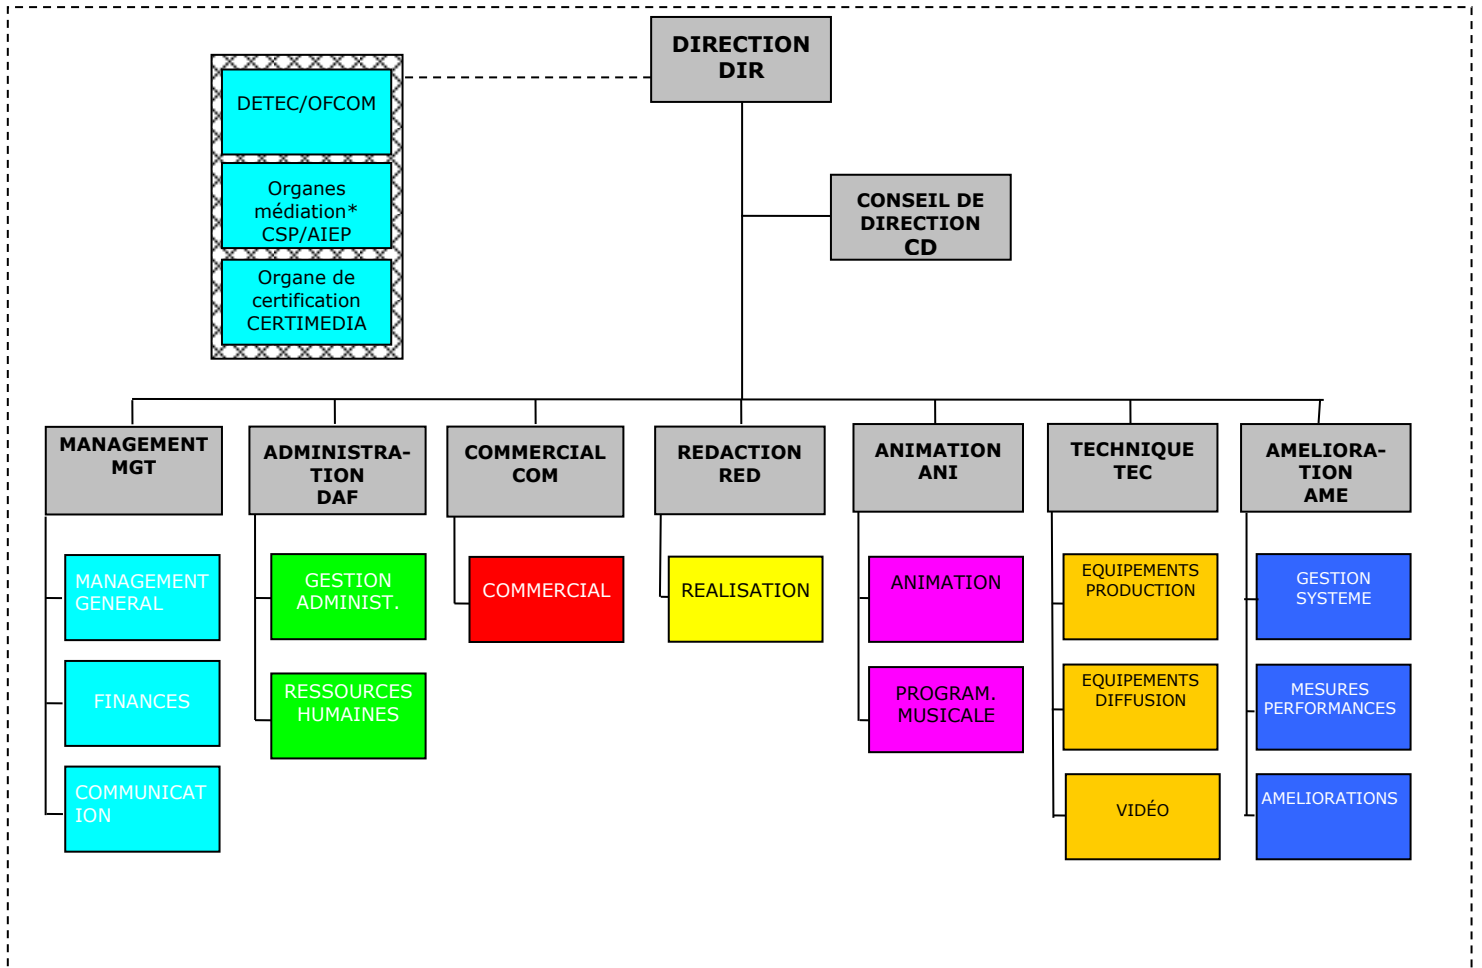 DIRECTION
DIR
DETEC/OFCOM
Organes
médiation*
CSP/AIEP
Organe de
certification
CERTIMEDIA
CONSEIL DE
DIRECTION
CD
MANAGEMENT
MGT
ADMINISTRA-
TION
DAF
COMMERCIAL
COM
REDACTION
RED
ANIMATION
ANI
TECHNIQUE
TEC
AMELIORA-
TION
AME
MANAGEMENT
GENERAL
FINANCES
COMMUNICAT
ION
GESTION
ADMINIST.
RESSOURCES
HUMAINES
COMMERCIAL
REALISATION
ANIMATION
PROGRAM.
MUSICALE
EQUIPEMENTS
PRODUCTION
EQUIPEMENTS
DIFFUSION
VIDÉO
GESTION
SYSTEME
MESURES
PERFORMANCES
AMELIORATIONS